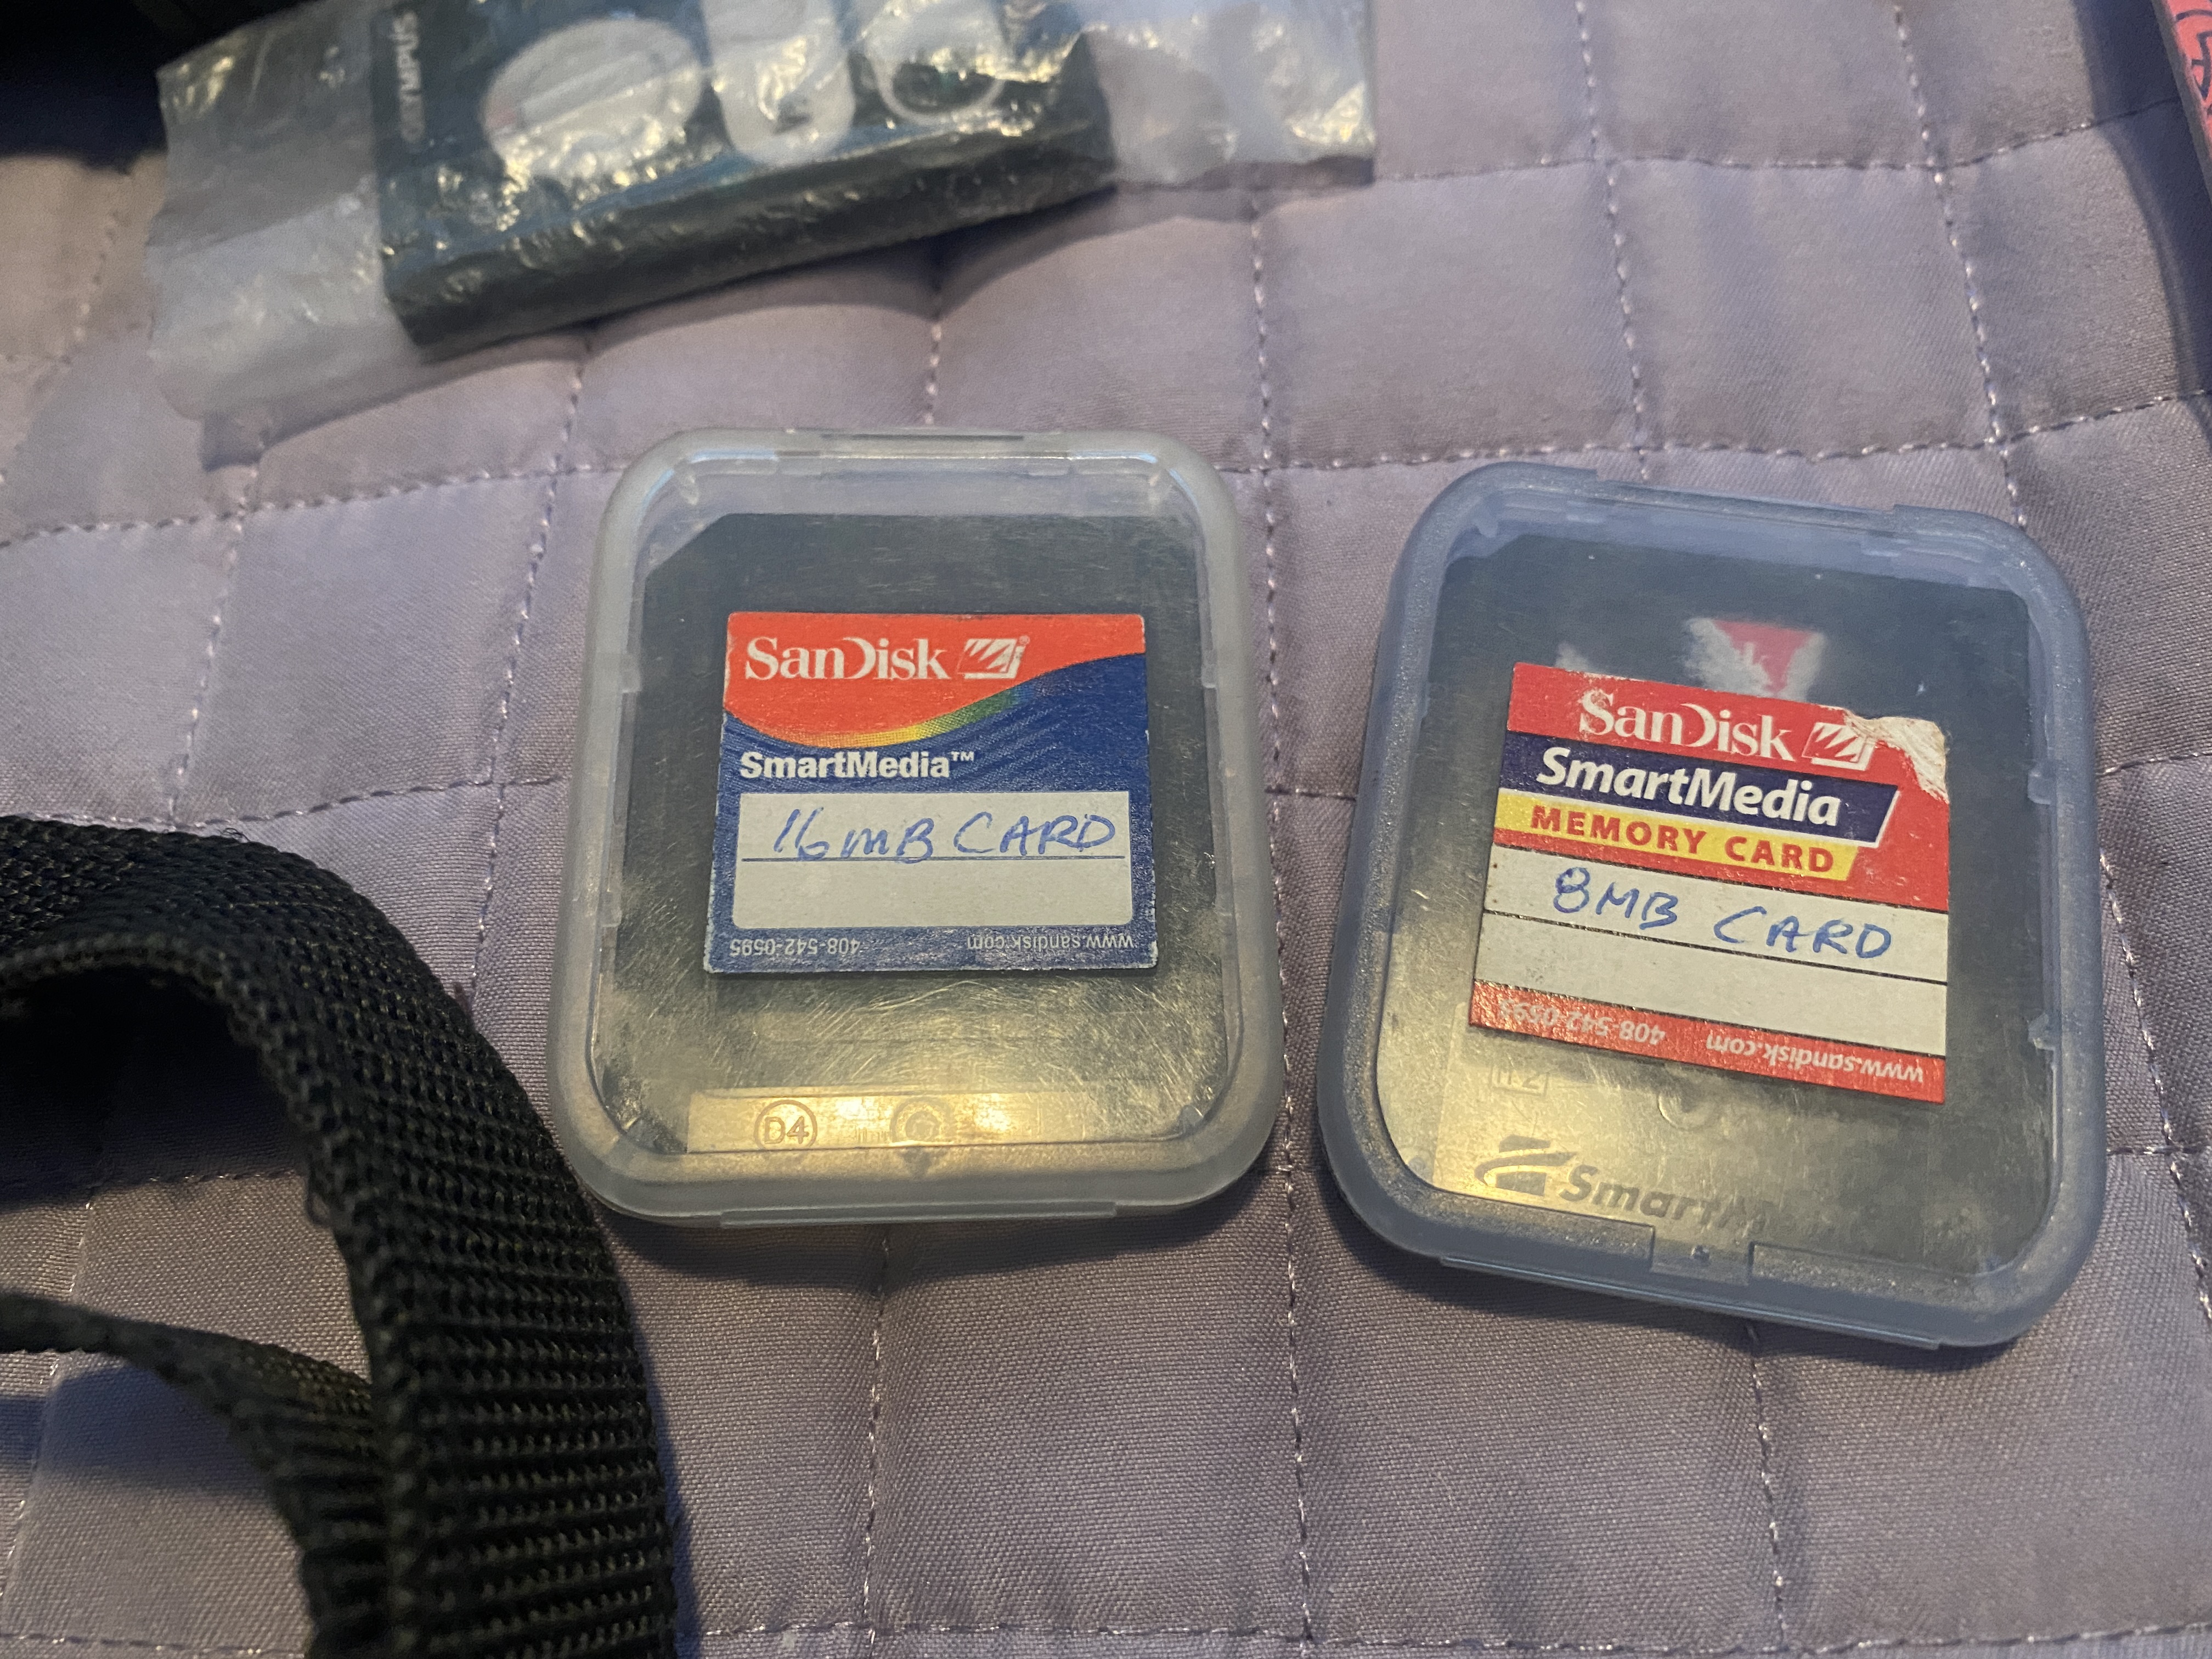 OLYMPUS
SanDisk
SmartMedia™
16mB CARD
408-542-0595 www.sandisk.com
D4
k
SanDisk
SmartMedia
MEMORY CARD
8MB CARD
408-542-0595 www.sandisk.com